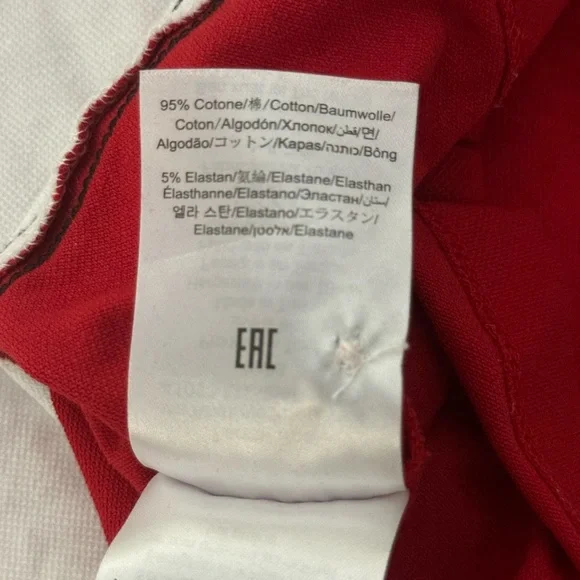 95% Cotone/棉/Cotton/Baumwolle/
Coton/Algodón/Хлопок/قطن/면/
Algodão/コットン/Kapas/כותנה/Bông
5% Elastan/氨綸/Elastane/Elasthan
Élasthanne/Elastano/Эластан/إيلاستان/
엘라 스탄/Elastano/エラスタン/
Elastane/אלסטן/Elastane
EAC